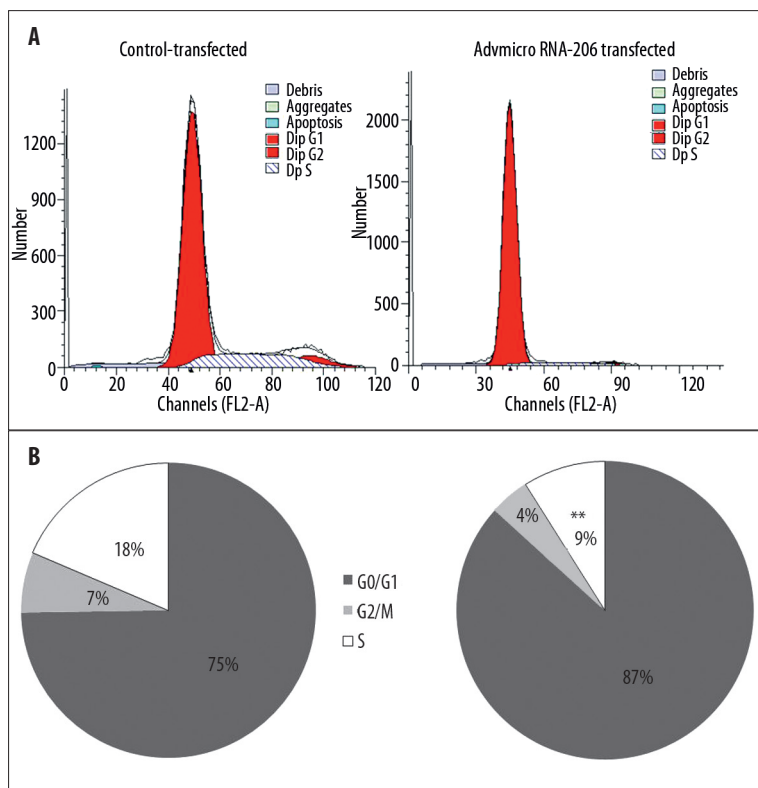 A
Control-transfected
Debris
Aggregates
Apoptosis
Dip G1
Dip G2
Dp S
Number
1200
900
600
300
0
0 20 40 60 80 100 120
Channels (FL2-A)
Advmicro RNA-206 transfected
Debris
Aggregates
Apoptosis
Dip G1
Dip G2
Dp S
Number
2000
1500
1000
500
0
0 30 60 90 120
Channels (FL2-A)
B
18%
7%
75%
G0/G1
G2/M
S
4%
**
9%
87%